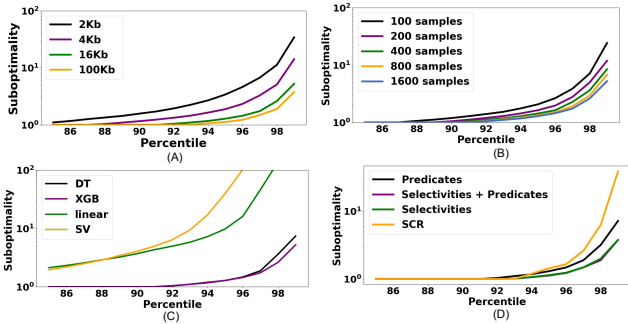 10²
10¹
10⁰
Suboptimality
2Kb
4Kb
16Kb
100Kb
86 88 90 92 94 96 98
Percentile
(A)
10²
10¹
10⁰
Suboptimality
100 samples
200 samples
400 samples
800 samples
1600 samples
86 88 90 92 94 96 98
Percentile
(B)
10²
10¹
10⁰
Suboptimality
DT
XGB
linear
SV
86 88 90 92 94 96 98
Percentile
(C)
10¹
10⁰
Suboptimality
Predicates
Selectivities + Predicates
Selectivities
SCR
86 88 90 92 94 96 98
Percentile
(D)